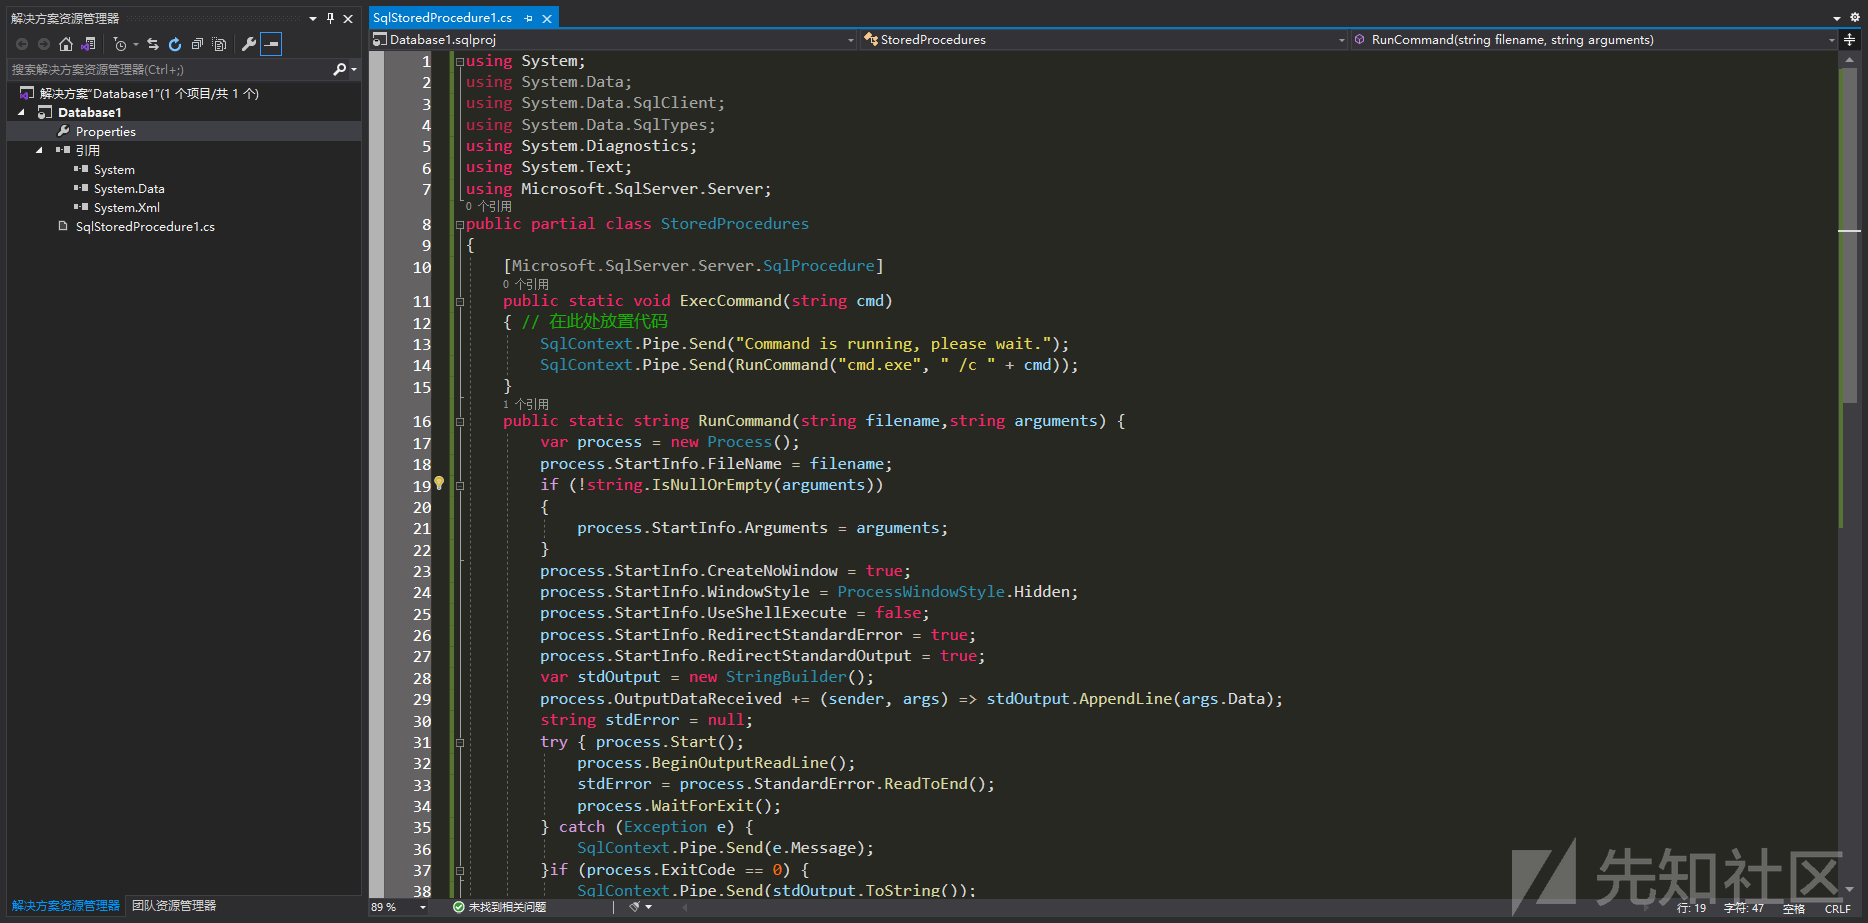 解决方案资源管理器
搜索解决方案资源管理器(Ctrl+;)
解决方案"Database1"(1 个项目/共 1 个)
Database1
Properties
引用
System
System.Data
System.Xml
SqlStoredProcedure1.cs
解决方案资源管理器 团队资源管理器
SqlStoredProcedure1.cs
Database1.sqlproj StoredProcedures RunCommand(string filename, string arguments)
1 using System;
2 using System.Data;
3 using System.Data.SqlClient;
4 using System.Data.SqlTypes;
5 using System.Diagnostics;
6 using System.Text;
7 using Microsoft.SqlServer.Server;
0 个引用
8 public partial class StoredProcedures
9 {
10 [Microsoft.SqlServer.Server.SqlProcedure]
0 个引用
11 public static void ExecCommand(string cmd)
12 { // 在此处放置代码
13 SqlContext.Pipe.Send("Command is running, please wait.");
14 SqlContext.Pipe.Send(RunCommand("cmd.exe", " /c " + cmd));
15 }
1 个引用
16 public static string RunCommand(string filename,string arguments) {
17 var process = new Process();
18 process.StartInfo.FileName = filename;
19 if (!string.IsNullOrEmpty(arguments))
20 {
21 process.StartInfo.Arguments = arguments;
22 }
23 process.StartInfo.CreateNoWindow = true;
24 process.StartInfo.WindowStyle = ProcessWindowStyle.Hidden;
25 process.StartInfo.UseShellExecute = false;
26 process.StartInfo.RedirectStandardError = true;
27 process.StartInfo.RedirectStandardOutput = true;
28 var stdOutput = new StringBuilder();
29 process.OutputDataReceived += (sender, args) => stdOutput.AppendLine(args.Data);
30 string stdError = null;
31 try { process.Start();
32 process.BeginOutputReadLine();
33 stdError = process.StandardError.ReadToEnd();
34 process.WaitForExit();
35 } catch (Exception e) {
36 SqlContext.Pipe.Send(e.Message);
37 }if (process.ExitCode == 0) {
38 SqlContext.Pipe.Send(stdOutput.ToString());
89 % 未找到相关问题
行: 19 字符: 47 空格 CRLF
先知社区